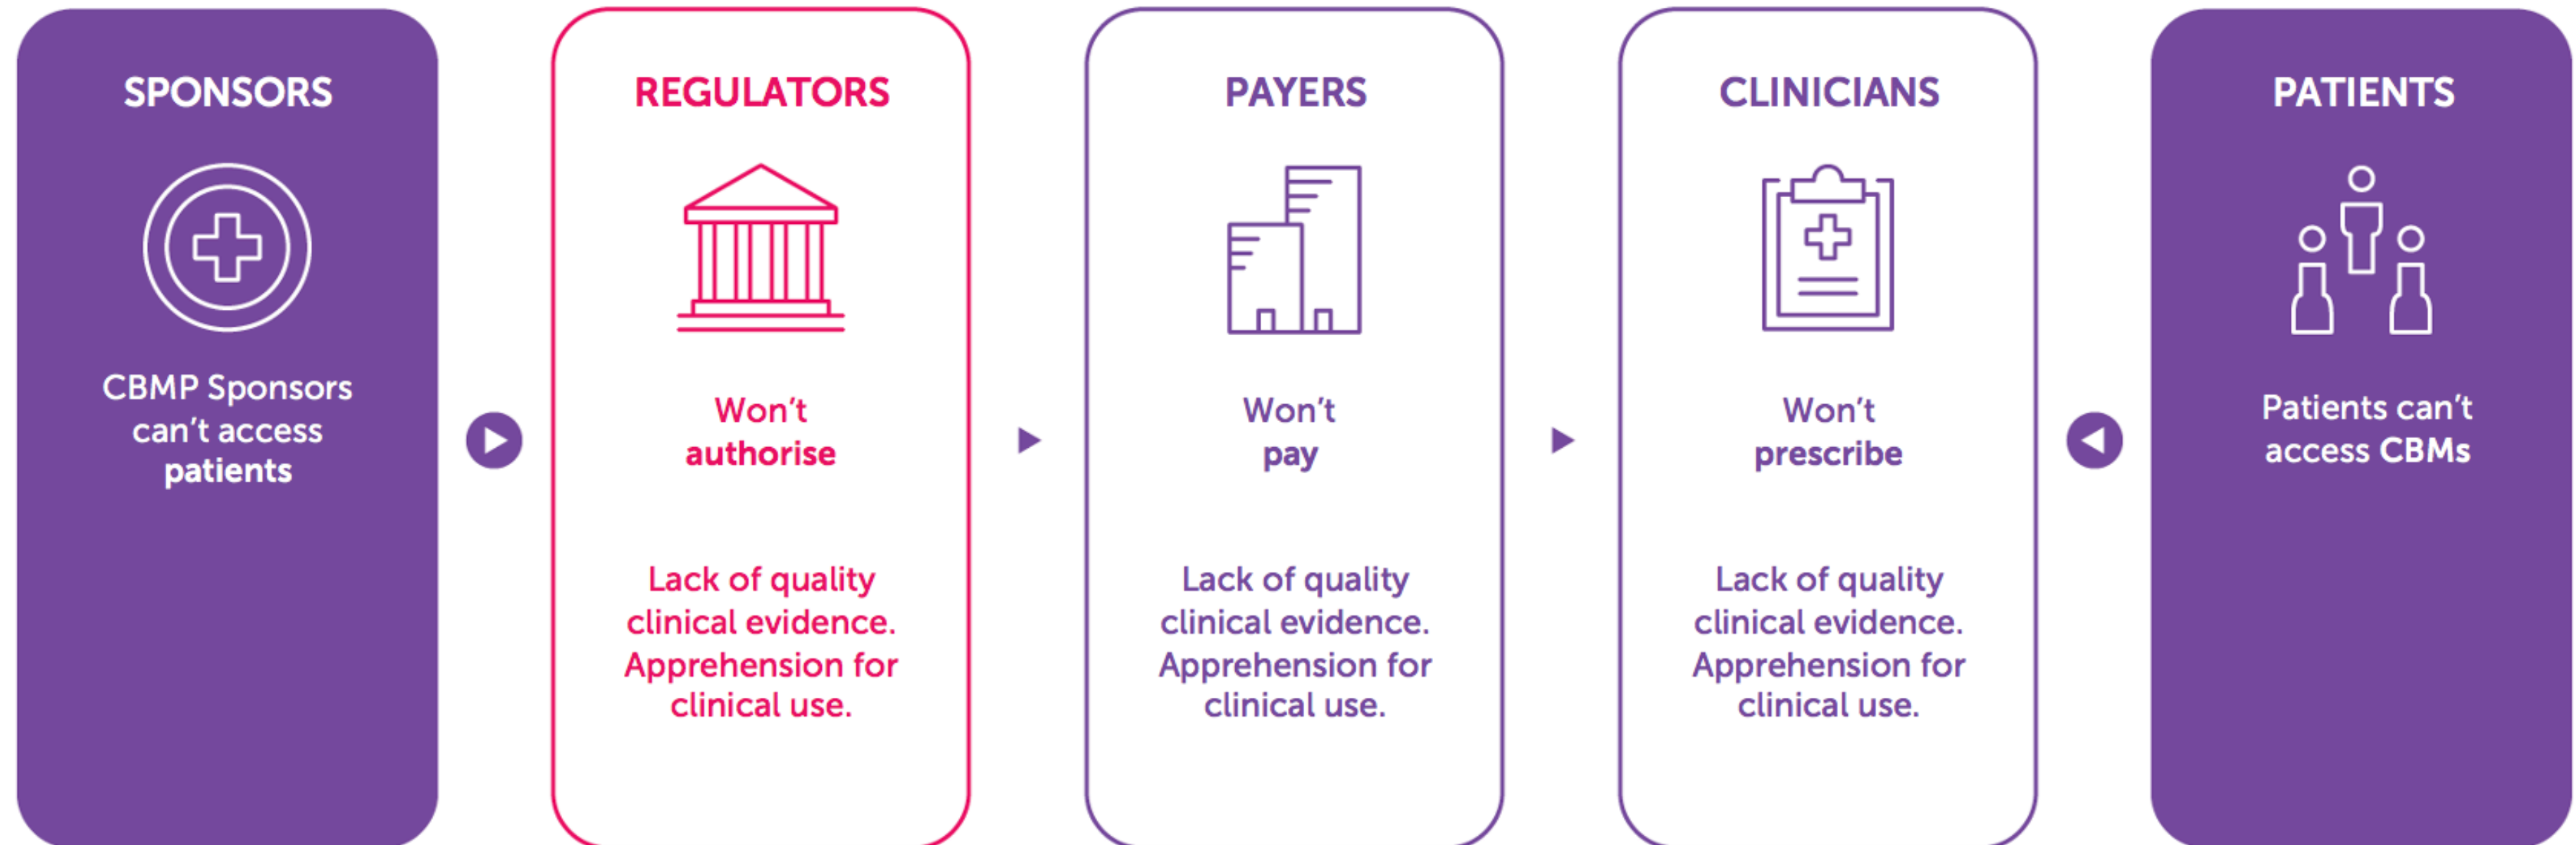 SPONSORS
CBMP Sponsors
can't access
patients
REGULATORS
Won't
authorise
Lack of quality
clinical evidence.
Apprehension for
clinical use.
PAYERS
Won't
pay
Lack of quality
clinical evidence.
Apprehension for
clinical use.
CLINICIANS
Won't
prescribe
Lack of quality
clinical evidence.
Apprehension for
clinical use.
PATIENTS
Patients can't
access CBMs